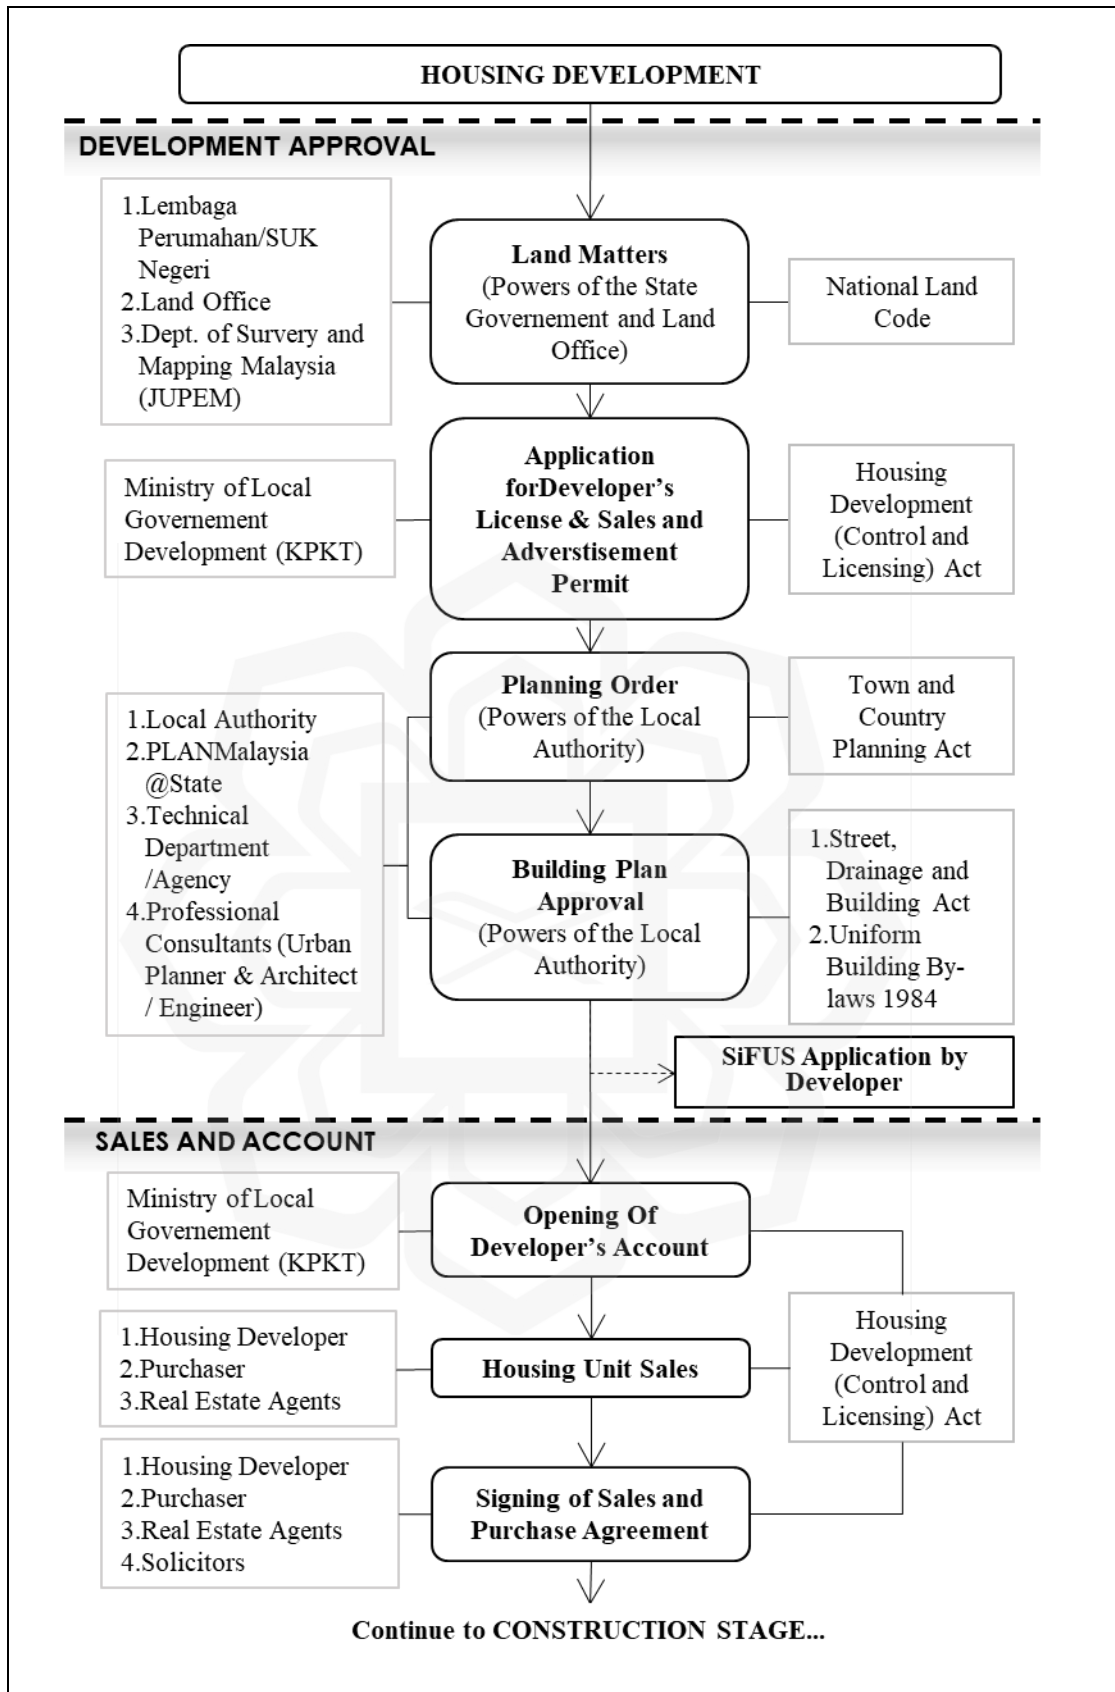 HOUSING DEVELOPMENT
DEVELOPMENT APPROVAL
1.Lembaga
Perumahan/SUK
Negeri
2.Land Office
3.Dept. of Survery and
Mapping Malaysia
(JUPEM)
Land Matters
(Powers of the State
Governement and Land
Office)
National Land
Code
Ministry of Local
Governement
Development (KPKT)
Application
forDeveloper's
License & Sales and
Adverstisement
Permit
Housing
Development
(Control and
Licensing) Act
1.Local Authority
2.PLANMalaysia
@State
3.Technical
Department
/Agency
4.Professional
Consultants (Urban
Planner & Architect
/ Engineer)
Planning Order
(Powers of the Local
Authority)
Town and
Country
Planning Act
Building Plan
Approval
(Powers of the Local
Authority)
1.Street,
Drainage and
Building Act
2.Uniform
Building By-
laws 1984
SiFUS Application by
Developer
SALES AND ACCOUNT
Ministry of Local
Governement
Development (KPKT)
Opening Of
Developer's Account
1.Housing Developer
2.Purchaser
3.Real Estate Agents
Housing Unit Sales
Housing
Development
(Control and
Licensing) Act
1.Housing Developer
2.Purchaser
3.Real Estate Agents
4.Solicitors
Signing of Sales and
Purchase Agreement
Continue to CONSTRUCTION STAGE...